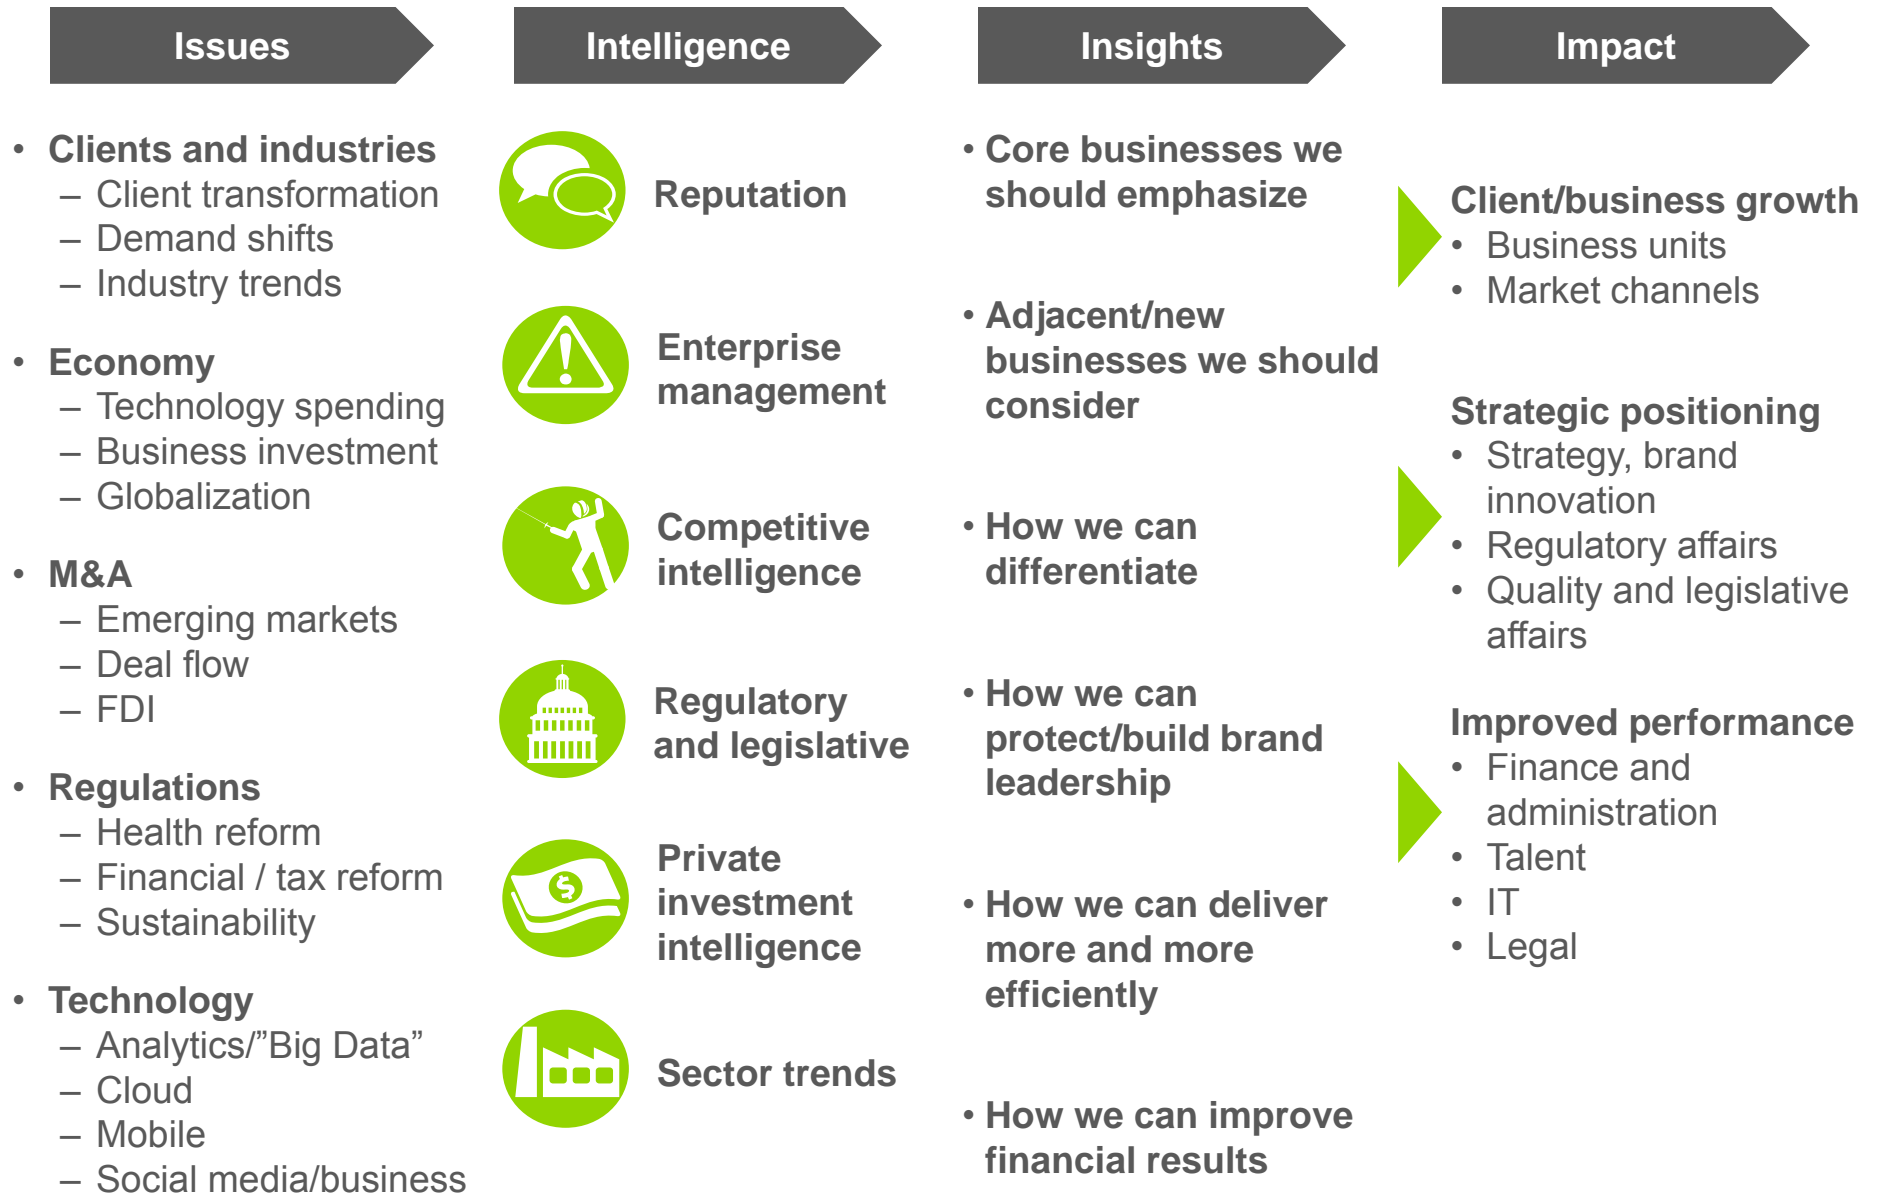 Issues
• Clients and industries
– Client transformation
– Demand shifts
– Industry trends
• Economy
– Technology spending
– Business investment
– Globalization
• M&A
– Emerging markets
– Deal flow
– FDI
• Regulations
– Health reform
– Financial / tax reform
– Sustainability
• Technology
– Analytics/”Big Data”
– Cloud
– Mobile
– Social media/business
Intelligence
Reputation
Enterprise
management
Competitive
intelligence
Regulatory
and legislative
$
Private
investment
intelligence
Sector trends
Insights
• Core businesses we
should emphasize
• Adjacent/new
businesses we should
consider
• How we can
differentiate
• How we can
protect/build brand
leadership
• How we can deliver
more and more
efficiently
• How we can improve
financial results
Impact
Client/business growth
• Business units
• Market channels
Strategic positioning
• Strategy, brand
innovation
• Regulatory affairs
• Quality and legislative
affairs
Improved performance
• Finance and
administration
• Talent
• IT
• Legal